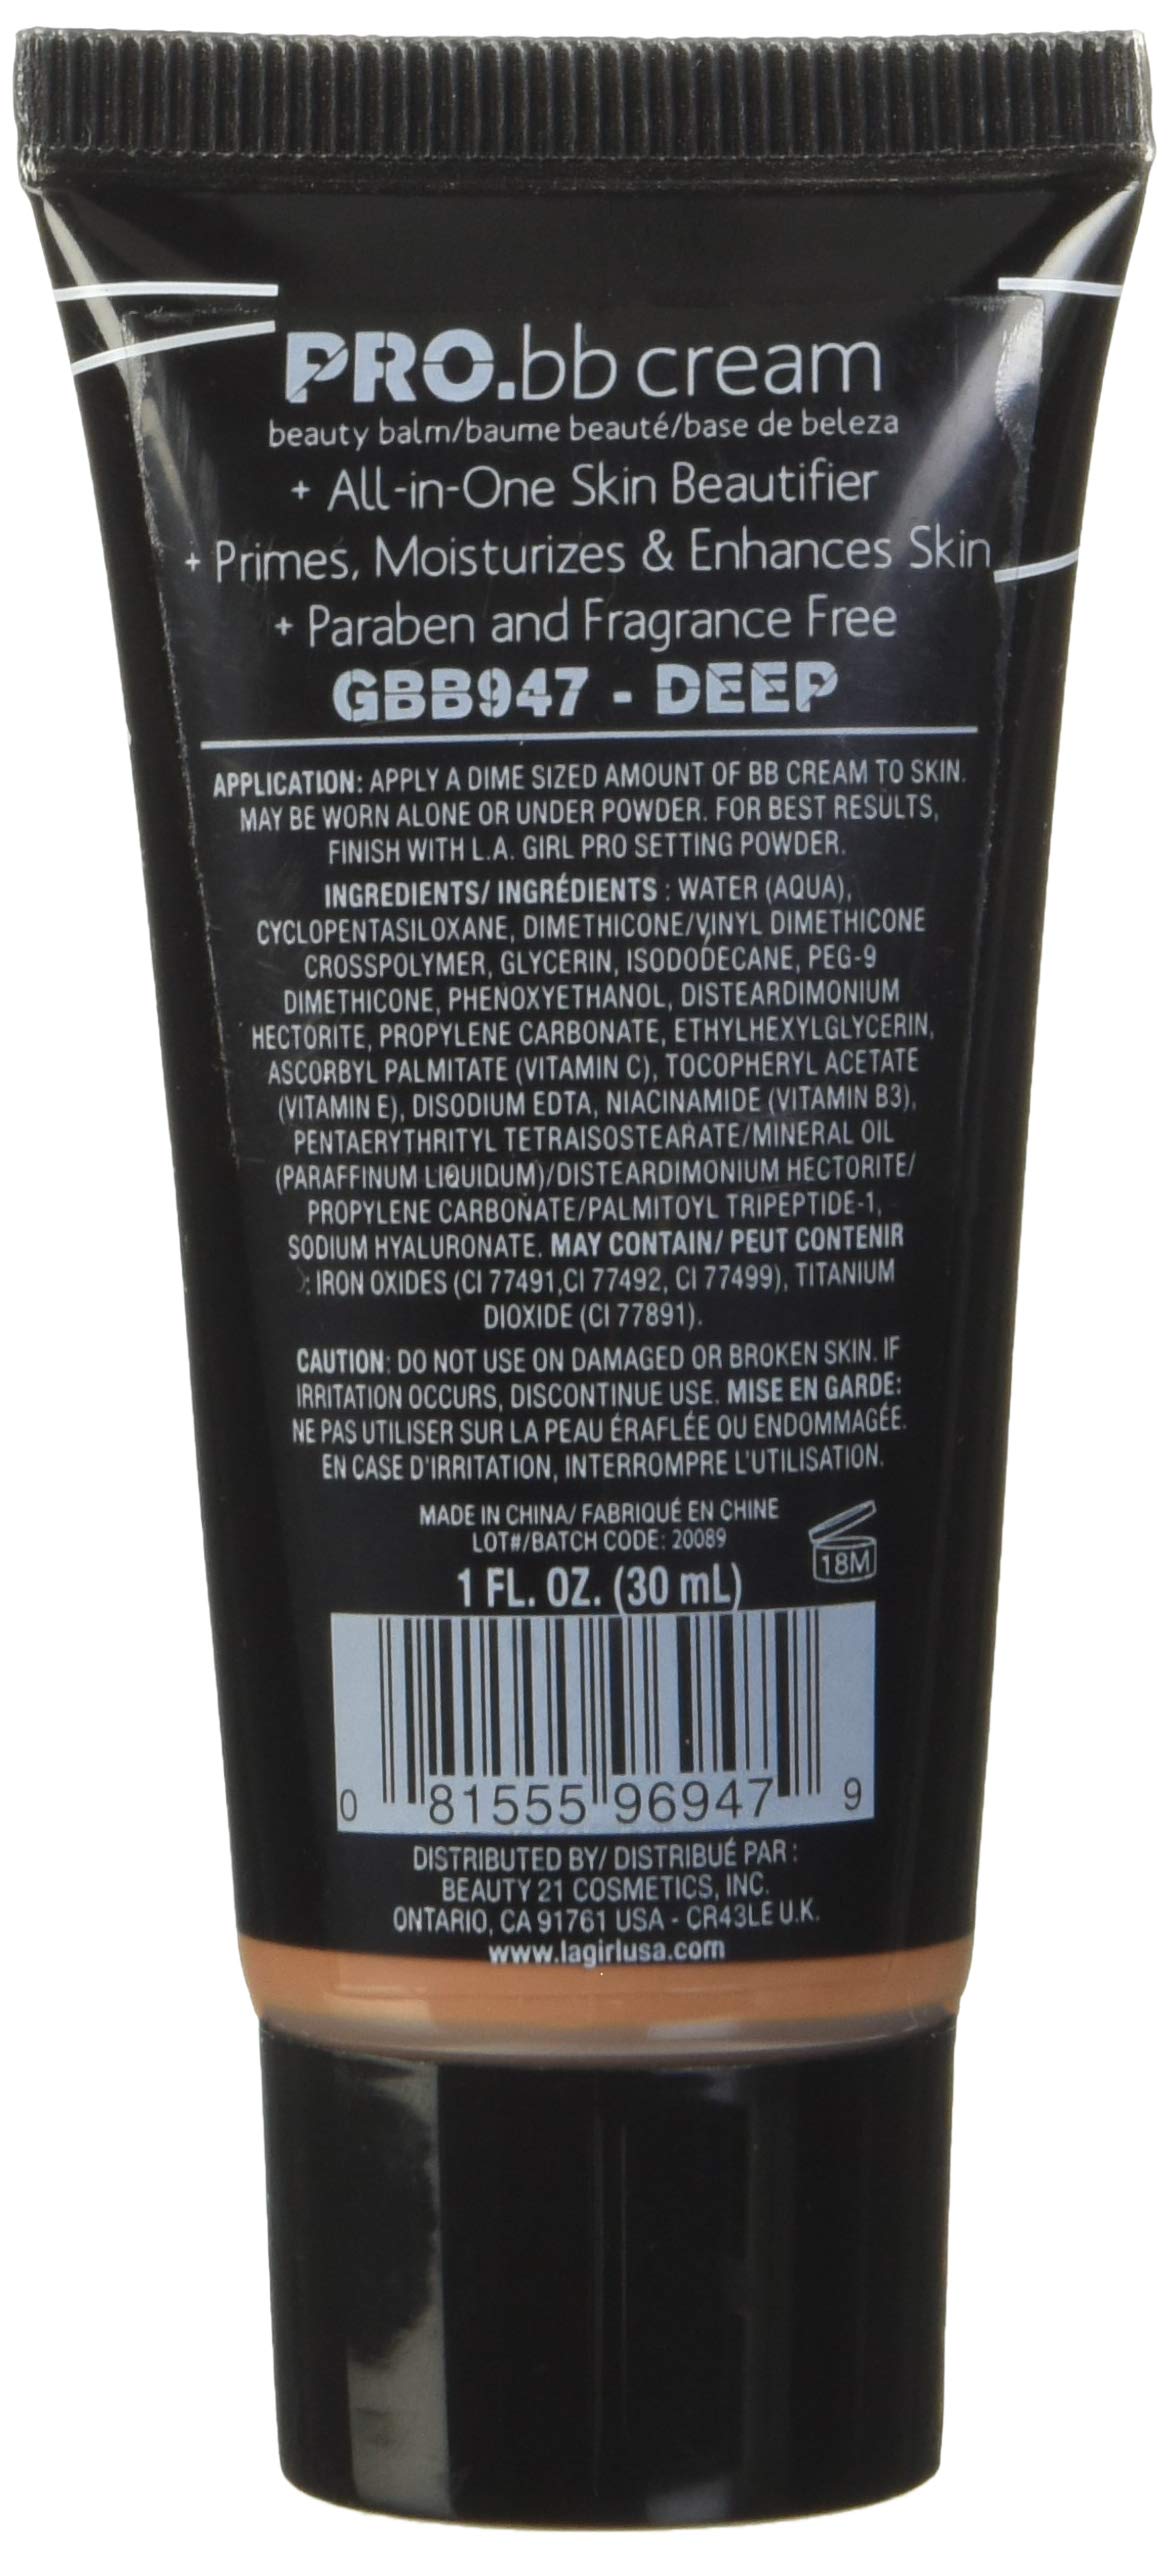 PRO.bb cream
beauty balm/baume beauté/base de beleza
+ All-in-One Skin Beautifier
+ Primes, Moisturizes & Enhances Skin
+ Paraben and Fragrance Free
GBB947 - DEEP
APPLICATION: APPLY A DIME SIZED AMOUNT OF BB CREAM TO SKIN.
MAY BE WORN ALONE OR UNDER POWDER. FOR BEST RESULTS,
FINISH WITH L.A. GIRL PRO SETTING POWDER.
INGREDIENTS/ INGRÉDIENTS : WATER (AQUA),
CYCLOPENTASILOXANE, DIMETHICONE/VINYL DIMETHICONE
CROSSPOLYMER, GLYCERIN, ISODODECANE, PEG-9
DIMETHICONE, PHENOXYETHANOL, DISTEARDIMONIUM
HECTORITE, PROPYLENE CARBONATE, ETHYLHEXYLGLYCERIN,
ASCORBYL PALMITATE (VITAMIN C), TOCOPHERYL ACETATE
(VITAMIN E), DISODIUM EDTA, NIACINAMIDE (VITAMIN B3),
PENTAERYTHRITYL TETRAISOSTEARATE/MINERAL OIL
(PARAFFINUM LIQUIDUM)/DISTEARDIMONIUM HECTORITE/
PROPYLENE CARBONATE/PALMITOYL TRIPEPTIDE-1,
SODIUM HYALURONATE. MAY CONTAIN/ PEUT CONTENIR
: IRON OXIDES (CI 77491,CI 77492, CI 77499), TITANIUM
DIOXIDE (CI 77891).
CAUTION: DO NOT USE ON DAMAGED OR BROKEN SKIN. IF
IRRITATION OCCURS, DISCONTINUE USE. MISE EN GARDE:
NE PAS UTILISER SUR LA PEAU ÉRAFLÉE OU ENDOMMAGÉE.
EN CASE D'IRRITATION, INTERROMPRE L'UTILISATION.
MADE IN CHINA/ FABRIQUÉ EN CHINE
LOT#/BATCH CODE: 20089
18M
1 FL. OZ. (30 mL)
0 81555 96947 9
DISTRIBUTED BY/ DISTRIBUÉ PAR :
BEAUTY 21 COSMETICS, INC.
ONTARIO, CA 91761 USA - CR43LE U.K.
www.lagirlusa.com